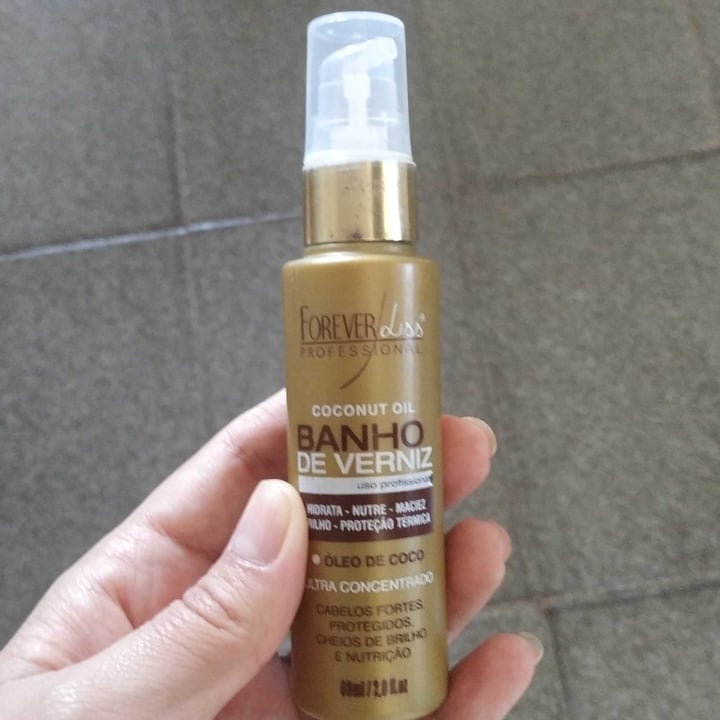 FOREVER Liss®
PROFESSIONAL
COCONUT OIL
BANHO
DE VERNIZ
uso profissional
HIDRATA - NUTRE - MACIEZ
BRILHO - PROTEÇÃO TÉRMICA
ÓLEO DE COCO
ULTRA CONCENTRADO
CABELOS FORTES,
PROTEGIDOS,
CHEIOS DE BRILHO
E NUTRIÇÃO
60ml / 2,0 fl.oz